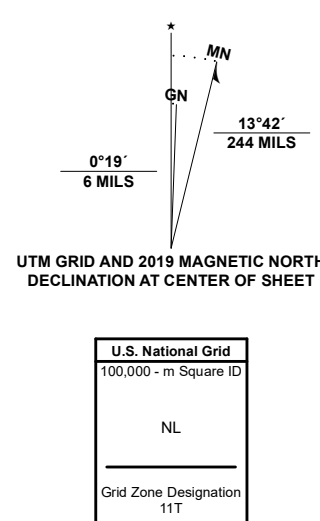 ★
MN
GN
13°42´
244 MILS
0°19´
6 MILS
UTM GRID AND 2019 MAGNETIC NORTH
DECLINATION AT CENTER OF SHEET
U.S. National Grid
100,000 - m Square ID
NL
Grid Zone Designation
11T